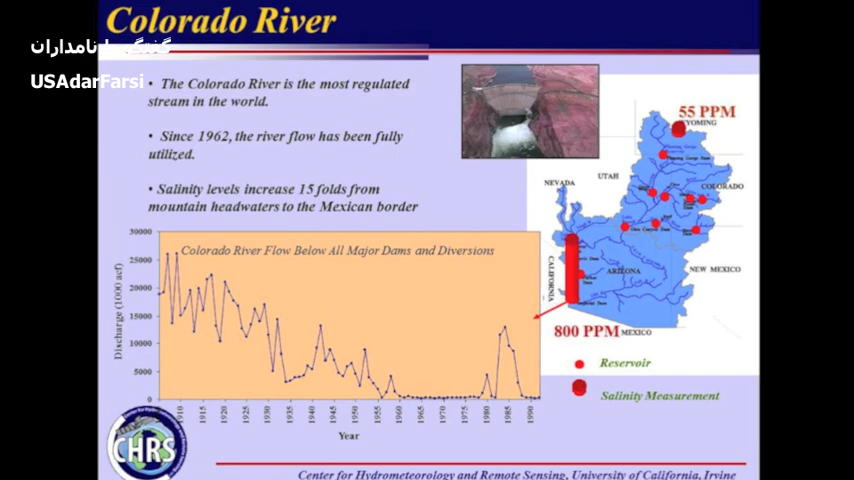 Colorado River
USAdarFarsi
• The Colorado River is the most regulated
stream in the world.
• Since 1962, the river flow has been fully
utilized.
• Salinity levels increase 15 folds from
mountain headwaters to the Mexican border
55 PPM
WYOMING
UTAH
NEVADA
COLORADO
CALIFORNIA
ARIZONA
NEW MEXICO
800 PPM
MEXICO
Reservoir
Salinity Measurement
Colorado River Flow Below All Major Dams and Diversions
Discharge (1000 acf)
30000
25000
20000
15000
10000
5000
0
1910 1915 1920 1925 1930 1935 1940 1945 1950 1955 1960 1965 1970 1975 1980 1985 1990
Year
CHRS
Center for Hydrometeorology and Remote Sensing, University of California, Irvine